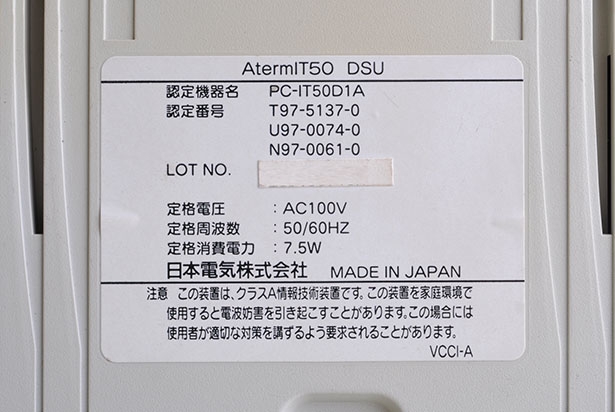 AtermIT50 DSU
認定機器名 PC-IT50D1A
認定番号 T97-5137-0
U97-0074-0
N97-0061-0
LOT NO.
定格電圧 : AC100V
定格周波数 : 50/60HZ
定格消費電力 : 7.5W
日本電気株式会社 MADE IN JAPAN
注意 この装置は、クラスA情報技術装置です。この装置を家庭環境で
使用すると電波妨害を引き起こすことがあります。この場合には
使用者が適切な対策を講ずるよう要求されることがあります。
VCCI-A